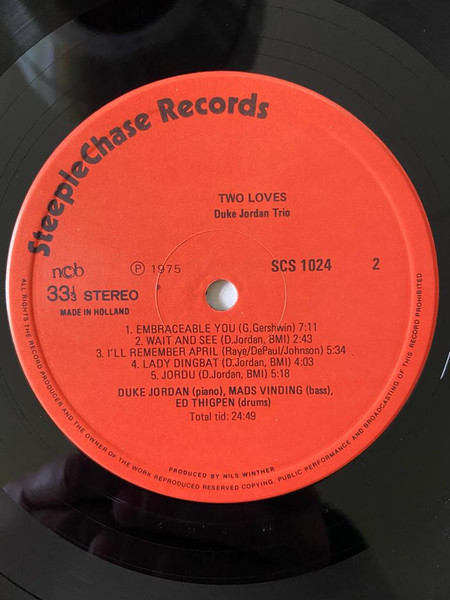 SteepleChase Records
TWO LOVES
Duke Jordan Trio
ncb
℗ 1975
SCS 1024
2
33⅓ STEREO
MADE IN HOLLAND
1. EMBRACEABLE YOU (G.Gershwin) 7:11
2. WAIT AND SEE (D.Jordan, BMI) 2:43
3. I'LL REMEMBER APRIL (Raye/DePaul/Johnson) 5:34
4. LADY DINGBAT (D.Jordan, BMI) 4:03
5. JORDU (D.Jordan, BMI) 5:18
DUKE JORDAN (piano), MADS VINDING (bass),
ED THIGPEN (drums)
Total tid: 24:49
PRODUCED BY NILS WINTHER
ALL RIGHTS OF THE RECORD PRODUCER AND OF THE OWNER OF THE WORK REPRODUCED RESERVED COPYING, PUBLIC PERFORMANCE AND BROADCASTING OF THIS RECORD PROHIBITED